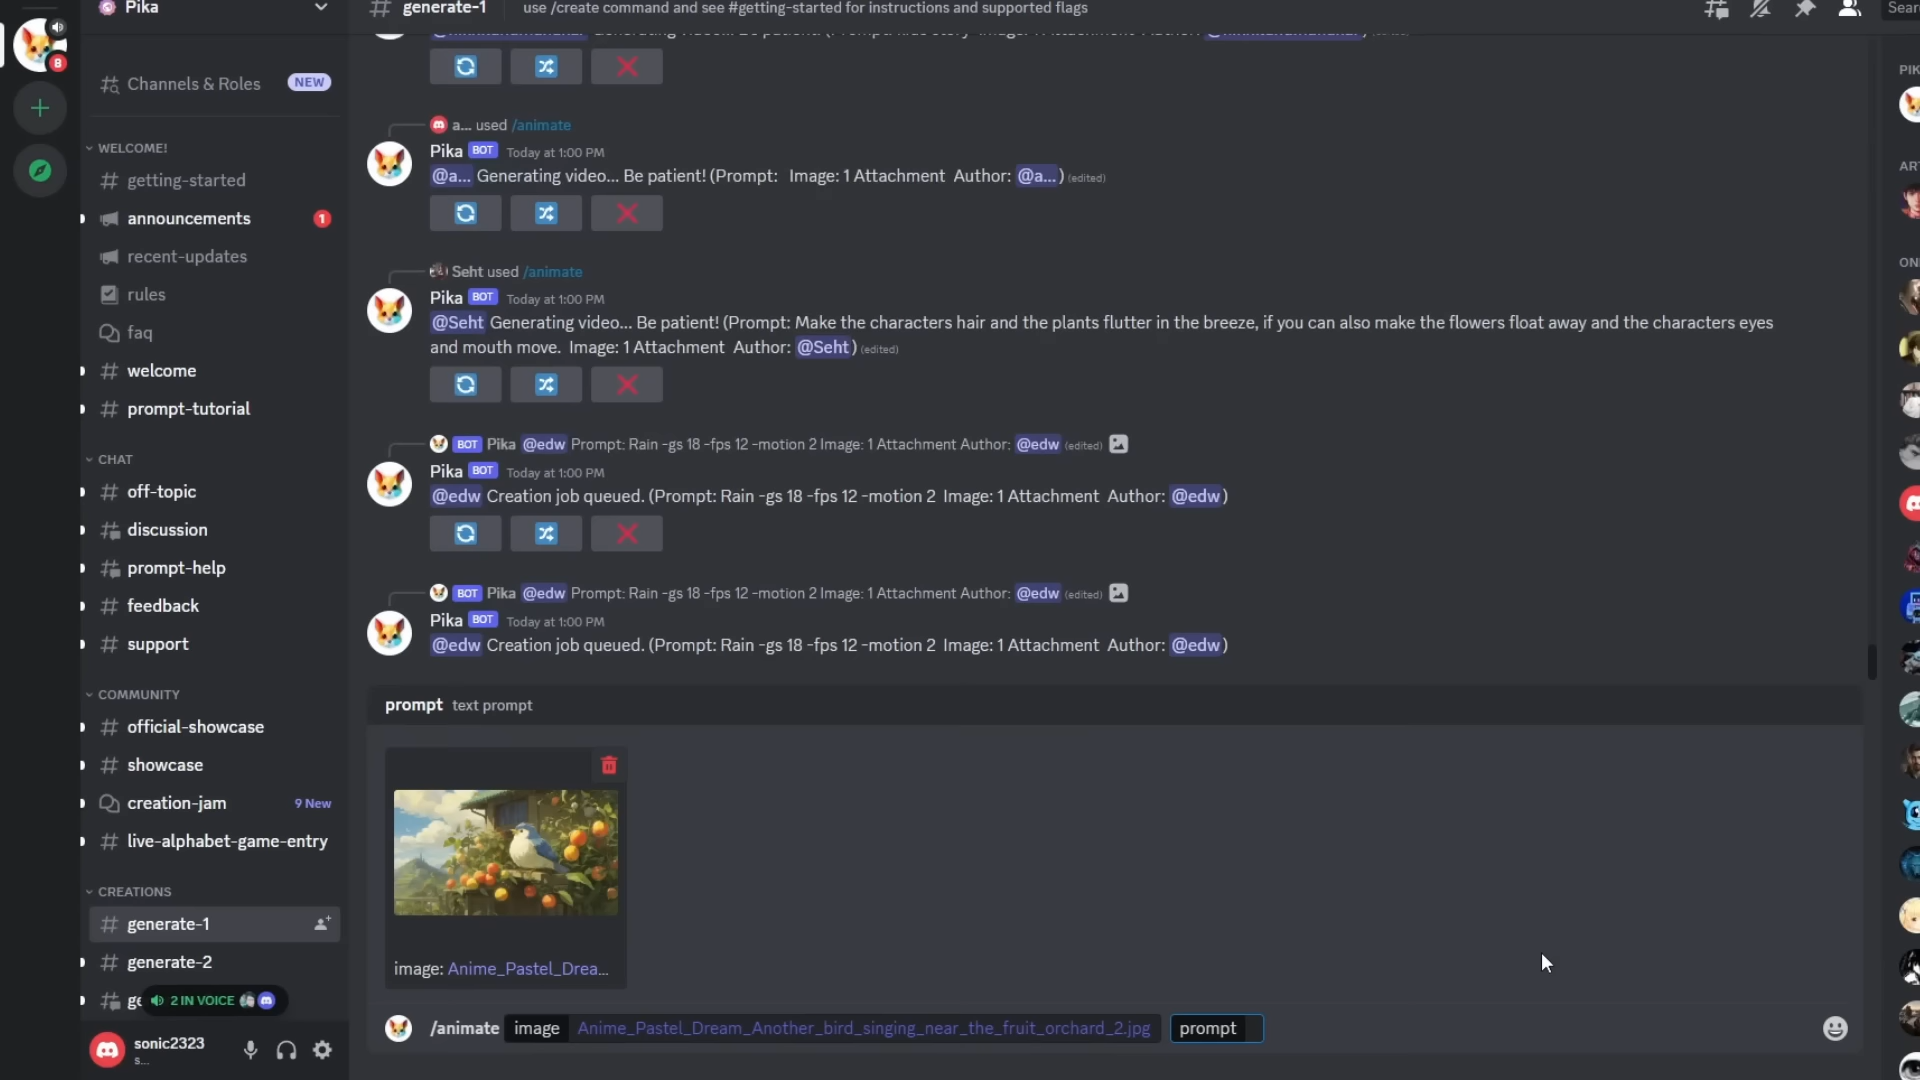 Pika
generate-1
use /create command and see #getting-started for instructions and supported flags
Channels & Roles
NEW
WELCOME!
getting-started
announcements
1
recent-updates
rules
faq
welcome
prompt-tutorial
CHAT
off-topic
discussion
prompt-help
feedback
support
COMMUNITY
official-showcase
showcase
creation-jam
9 New
live-alphabet-game-entry
CREATIONS
generate-1
generate-2
2 IN VOICE
sonic2323
s...
a... used /animate
Pika BOT Today at 1:00 PM
@a... Generating video... Be patient! (Prompt: Image: 1 Attachment Author: @a...) (edited)
Seht used /animate
Pika BOT Today at 1:00 PM
@Seht Generating video... Be patient! (Prompt: Make the characters hair and the plants flutter in the breeze, if you can also make the flowers float away and the characters eyes
and mouth move. Image: 1 Attachment Author: @Seht) (edited)
BOT Pika @edw Prompt: Rain -gs 18 -fps 12 -motion 2 Image: 1 Attachment Author: @edw (edited)
Pika BOT Today at 1:00 PM
@edw Creation job queued. (Prompt: Rain -gs 18 -fps 12 -motion 2 Image: 1 Attachment Author: @edw)
BOT Pika @edw Prompt: Rain -gs 18 -fps 12 -motion 2 Image: 1 Attachment Author: @edw (edited)
Pika BOT Today at 1:00 PM
@edw Creation job queued. (Prompt: Rain -gs 18 -fps 12 -motion 2 Image: 1 Attachment Author: @edw)
prompt text prompt
image: Anime_Pastel_Drea...
/animate image Anime_Pastel_Dream_Another_bird_singing_near_the_fruit_orchard_2.jpg prompt